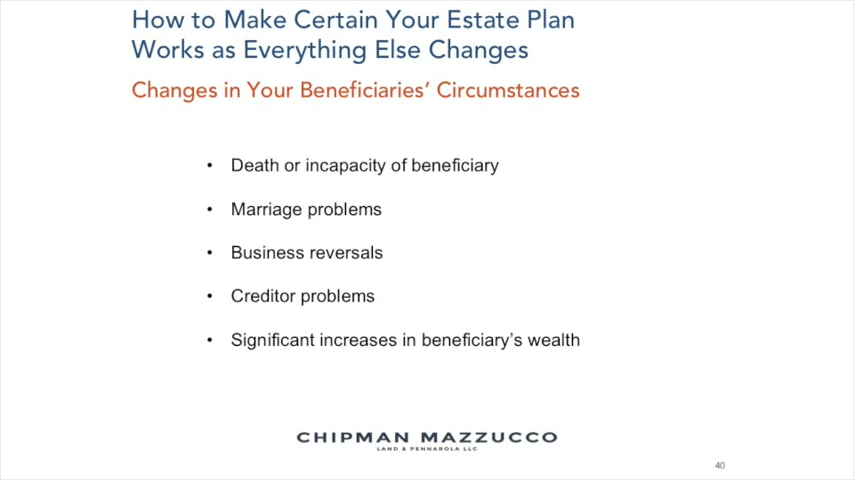 How to Make Certain Your Estate Plan
Works as Everything Else Changes
Changes in Your Beneficiaries’ Circumstances
• Death or incapacity of beneficiary
• Marriage problems
• Business reversals
• Creditor problems
• Significant increases in beneficiary’s wealth
CHIPMAN MAZZUCCO
LAND & PENNAROLA LLC
40